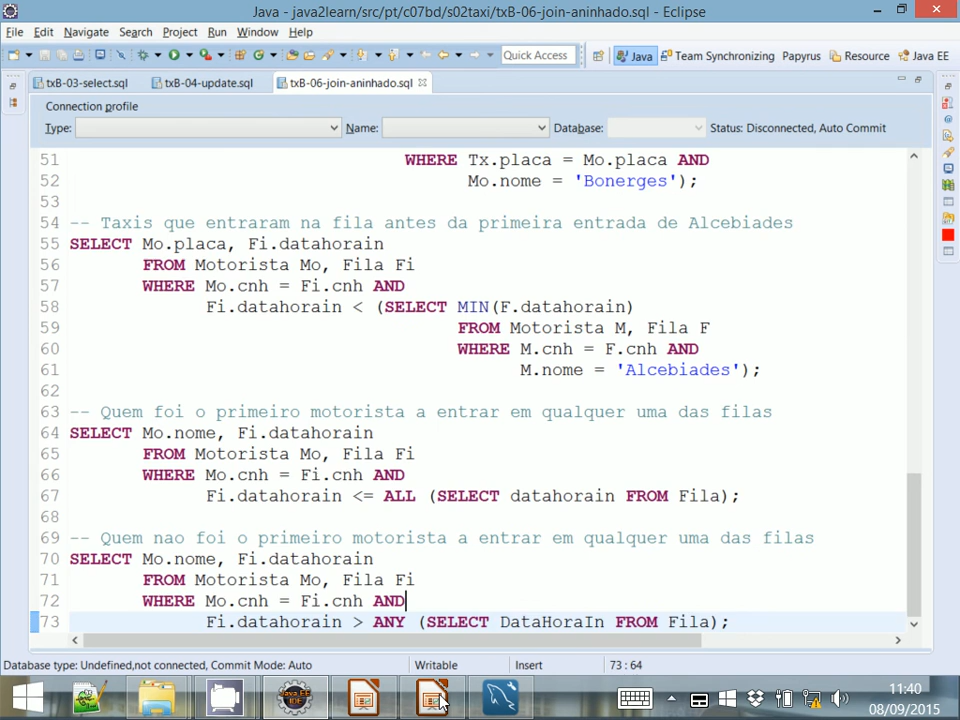 Java - java2learn/src/pt/c07bd/s02taxi/txB-06-join-aninhado.sql - Eclipse
File Edit Navigate Search Project Run Window Help
Quick Access Java Team Synchronizing Papyrus Resource Java EE
txB-03-select.sql txB-04-update.sql txB-06-join-aninhado.sql
Connection profile
Type: Name: Database: Status: Disconnected, Auto Commit
51 WHERE Tx.placa = Mo.placa AND
52 Mo.nome = 'Bonerges');
53
54 -- Taxis que entraram na fila antes da primeira entrada de Alcebiades
55 SELECT Mo.placa, Fi.datahorain
56 FROM Motorista Mo, Fila Fi
57 WHERE Mo.cnh = Fi.cnh AND
58 Fi.datahorain < (SELECT MIN(F.datahorain)
59 FROM Motorista M, Fila F
60 WHERE M.cnh = F.cnh AND
61 M.nome = 'Alcebiades');
62
63 -- Quem foi o primeiro motorista a entrar em qualquer uma das filas
64 SELECT Mo.nome, Fi.datahorain
65 FROM Motorista Mo, Fila Fi
66 WHERE Mo.cnh = Fi.cnh AND
67 Fi.datahorain <= ALL (SELECT datahorain FROM Fila);
68
69 -- Quem nao foi o primeiro motorista a entrar em qualquer uma das filas
70 SELECT Mo.nome, Fi.datahorain
71 FROM Motorista Mo, Fila Fi
72 WHERE Mo.cnh = Fi.cnh AND
73 Fi.datahorain > ANY (SELECT DataHoraIn FROM Fila);
Database type: Undefined,not connected, Commit Mode: Auto Writable Insert 73 : 64
Java EE
IDE
11:40
08/09/2015